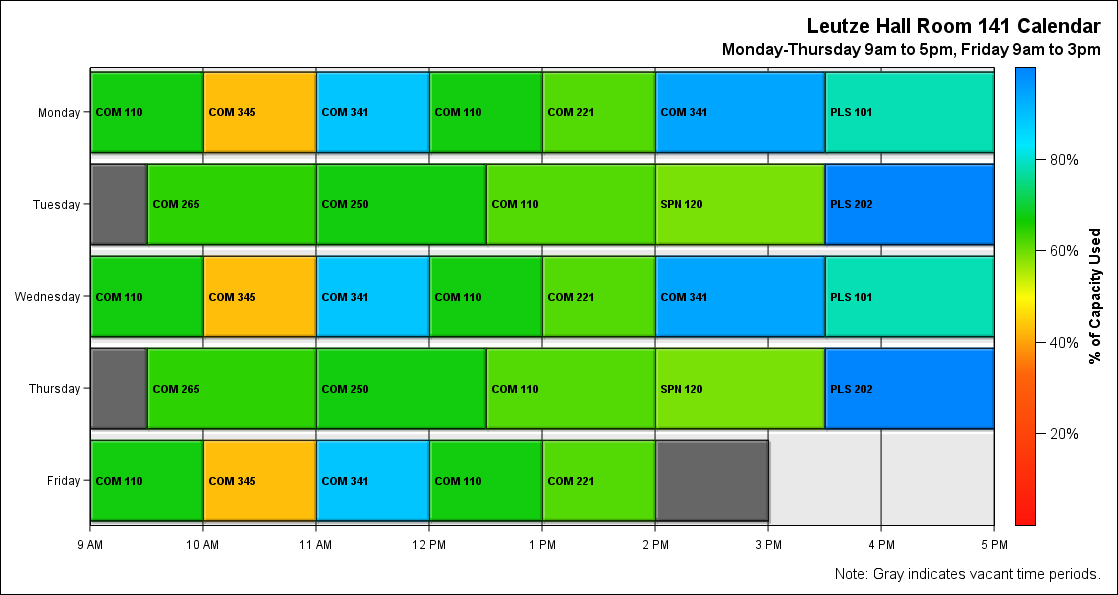 Leutze Hall Room 141 Calendar
Monday-Thursday 9am to 5pm, Friday 9am to 3pm
Monday COM 110 COM 345 COM 341 COM 110 COM 221 COM 341 PLS 101
Tuesday COM 265 COM 250 COM 110 SPN 120 PLS 202
Wednesday COM 110 COM 345 COM 341 COM 110 COM 221 COM 341 PLS 101
Thursday COM 265 COM 250 COM 110 SPN 120 PLS 202
Friday COM 110 COM 345 COM 341 COM 110 COM 221
9 AM 10 AM 11 AM 12 PM 1 PM 2 PM 3 PM 4 PM 5 PM
80%
60%
40%
20%
% of Capacity Used
Note: Gray indicates vacant time periods.